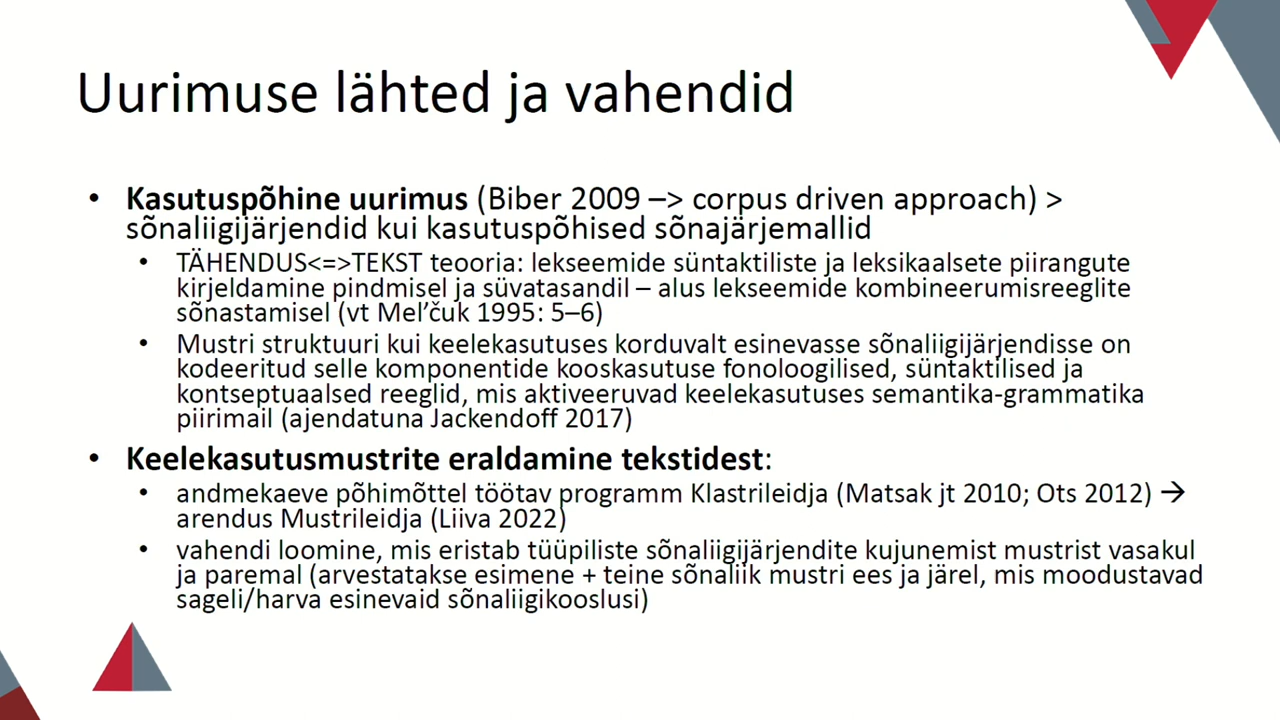 Uurimuse lähted ja vahendid
• Kasutuspõhine uurimus (Biber 2009 –> corpus driven approach) >
sõnaliigijärjendid kui kasutuspõhised sõnajärjemallid
• TÄHENDUS<=>TEKST teooria: lekseemide süntaktiliste ja leksikaalsete piirangute
kirjeldamine pindmisel ja süvatasandil – alus lekseemide kombineerumisreeglite
sõnastamisel (vt Mel’čuk 1995: 5–6)
• Mustri struktuuri kui keelekasutuses korduvalt esinevasse sõnaliigijärjendisse on
kodeeritud selle komponentide kooskasutuse fonoloogilised, süntaktilised ja
kontseptuaalsed reeglid, mis aktiveeruvad keelekasutuses semantika-grammatika
piirimail (ajendatuna Jackendoff 2017)
• Keelekasutusmustrite eraldamine tekstidest:
• andmekaeve põhimõttel töötav programm Klastrileidja (Matsak jt 2010; Ots 2012) →
arendus Mustrileidja (Liiva 2022)
• vahendi loomine, mis eristab tüüpiliste sõnaliigijärjendite kujunemist mustrist vasakul
ja paremal (arvestatakse esimene + teine sõnaliik mustri ees ja järel, mis moodustavad
sageli/harva esinevaid sõnaliigikooslusi)